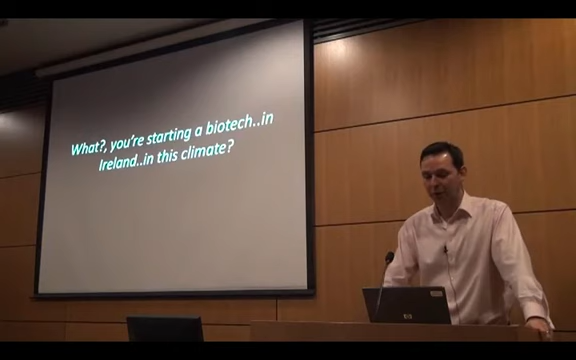 What?, you're starting a biotech..in
Ireland..in this climate?